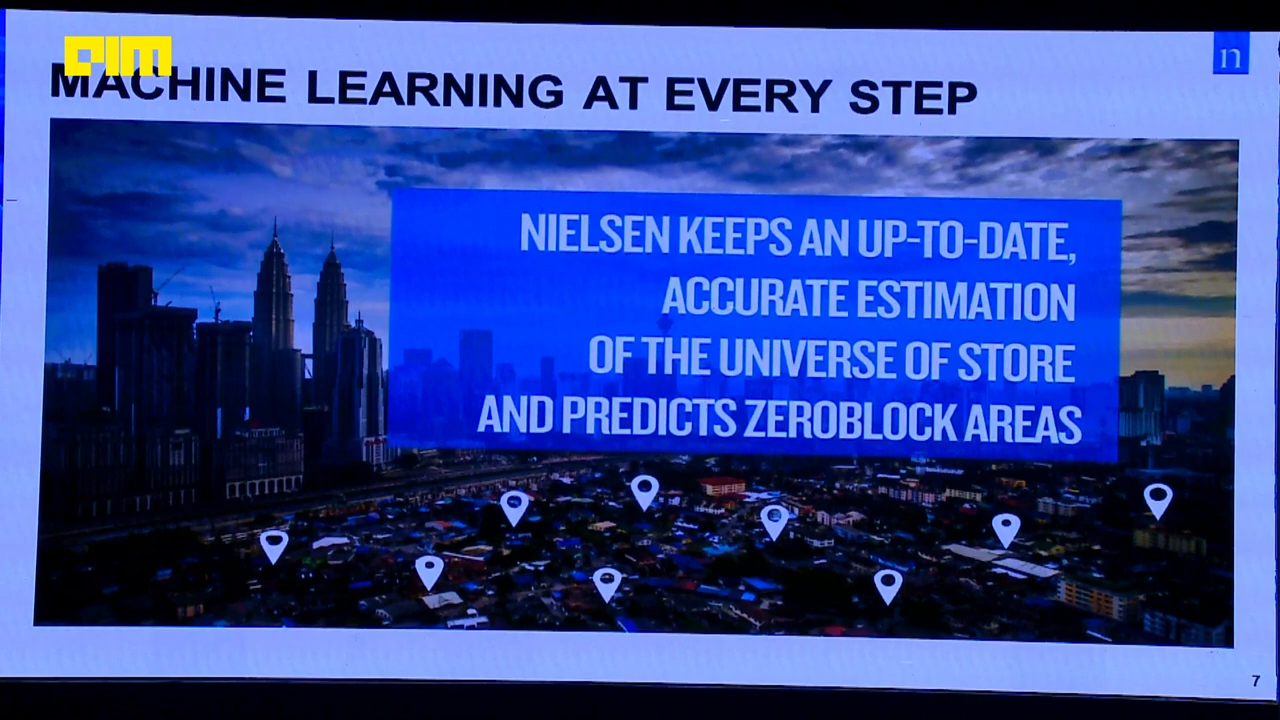 aim
MACHINE LEARNING AT EVERY STEP
n
NIELSEN KEEPS AN UP-TO-DATE,
ACCURATE ESTIMATION
OF THE UNIVERSE OF STORE
AND PREDICTS ZEROBLOCK AREAS
7